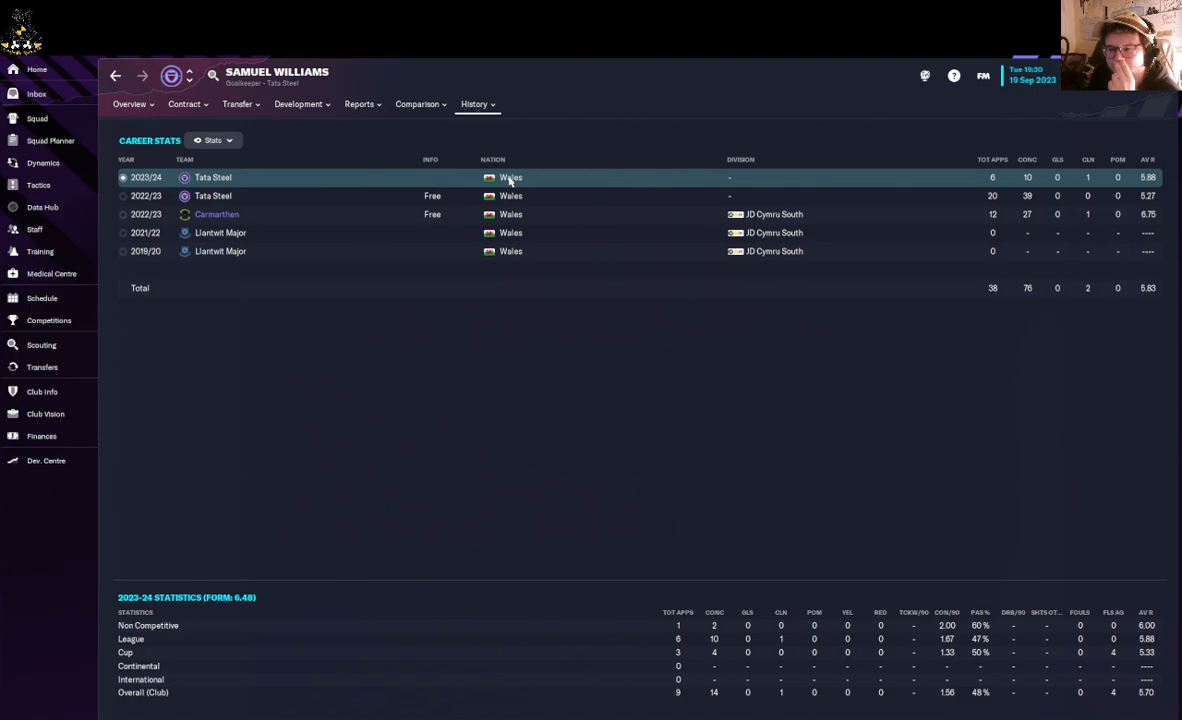 SAMUEL WILLIAMS
Goalkeeper - Tata Steel
FM
Tue 19:30
19 Sep 2023
Home
Inbox
Squad
Squad Planner
Dynamics
Tactics
Data Hub
Staff
Training
Medical Centre
Schedule
Competitions
Scouting
Transfers
Club Info
Club Vision
Finances
Dev. Centre
Overview Contract Transfer Development Reports Comparison History
CAREER STATS Stats
YEAR TEAM INFO NATION DIVISION TOT APPS CONC GLS CLN POM AV R
2023/24 Tata Steel Wales - 6 10 0 1 0 5.88
2022/23 Tata Steel Free Wales - 20 39 0 0 0 5.27
2022/23 Carmarthen Free Wales JD Cymru South 12 27 0 1 0 6.75
2021/22 Llantwit Major Wales JD Cymru South 0 - - - - ----
2019/20 Llantwit Major Wales JD Cymru South 0 - - - - ----
Total 38 76 0 2 0 5.83
2023-24 STATISTICS (FORM: 6.48)
STATISTICS TOT APPS CONC GLS CLN POM YEL RED TCKW/90 CON/90 PAS % DRB/90 SHTS OT... FOULS FLS AG AV R
Non Competitive 1 2 0 0 0 0 0 - 2.00 60 % - - 0 0 6.00
League 6 10 0 1 0 0 0 - 1.67 47 % - - 0 0 5.88
Cup 3 4 0 0 0 0 0 - 1.33 50 % - - 0 4 5.33
Continental 0 - - - - - - - - - - - - - ----
International 0 - - - - - - - - - - - - - ----
Overall (Club) 9 14 0 1 0 0 0 - 1.56 48 % - - 0 4 5.70